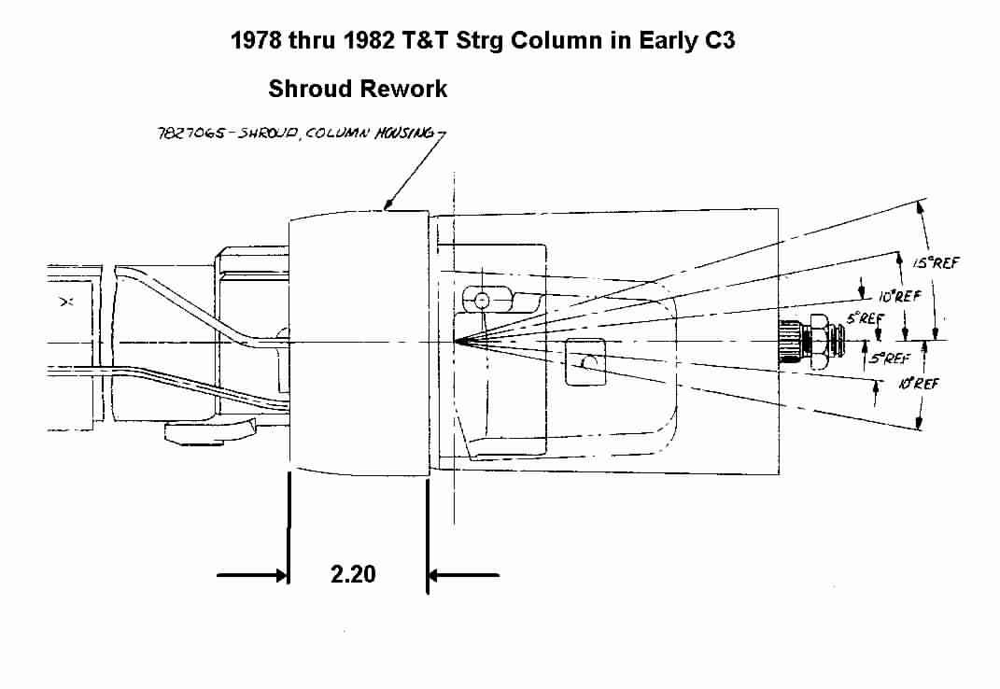 1978 thru 1982 T&T Strg Column in Early C3
Shroud Rework
7827065-SHROUD, COLUMN HOUSING
15° REF
10° REF
5° REF
5° REF
10° REF
2.20